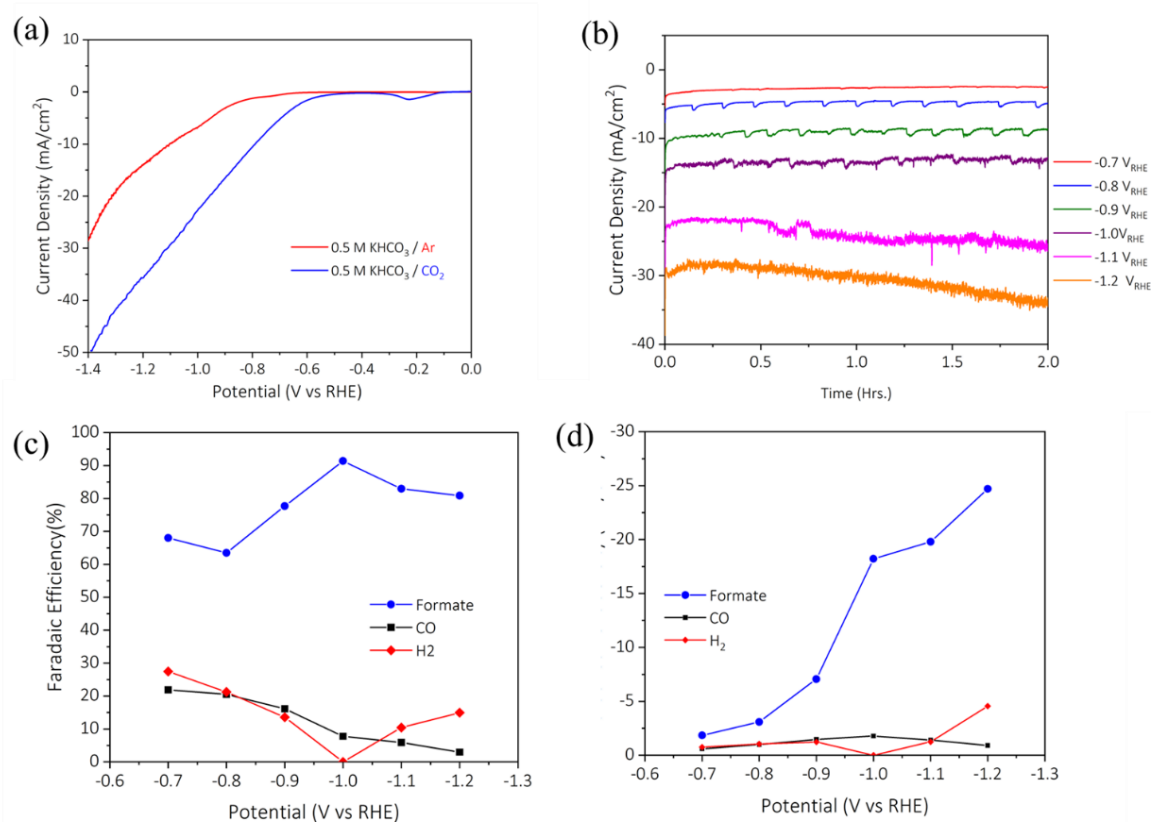 (a)
10
0
-10
-20
-30
-40
-50
Current Density (mA/cm²)
0.5 M KHCO₃ / Ar
0.5 M KHCO₃ / CO₂
-1.4 -1.2 -1.0 -0.8 -0.6 -0.4 -0.2 0.0
Potential (V vs RHE)
(b)
0
-10
-20
-30
-40
Current Density (mA/cm²)
-0.7 V_RHE
-0.8 V_RHE
-0.9 V_RHE
-1.0V_RHE
-1.1 V_RHE
-1.2 V_RHE
0.0 0.5 1.0 1.5 2.0
Time (Hrs.)
(c)
100
90
80
70
60
50
40
30
20
10
0
Faradaic Efficiency(%)
Formate
CO
H2
-0.6 -0.7 -0.8 -0.9 -1.0 -1.1 -1.2 -1.3
Potential (V vs RHE)
(d)
-30
-25
-20
-15
-10
-5
0
Formate
CO
H₂
-0.6 -0.7 -0.8 -0.9 -1.0 -1.1 -1.2 -1.3
Potential (V vs RHE)